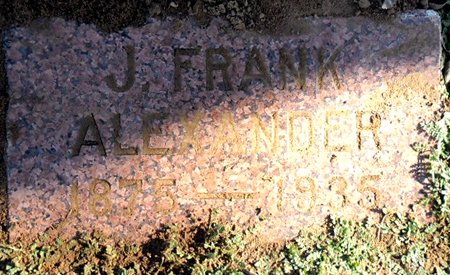 J. FRANK
ALEXANDER
1875 — 1935